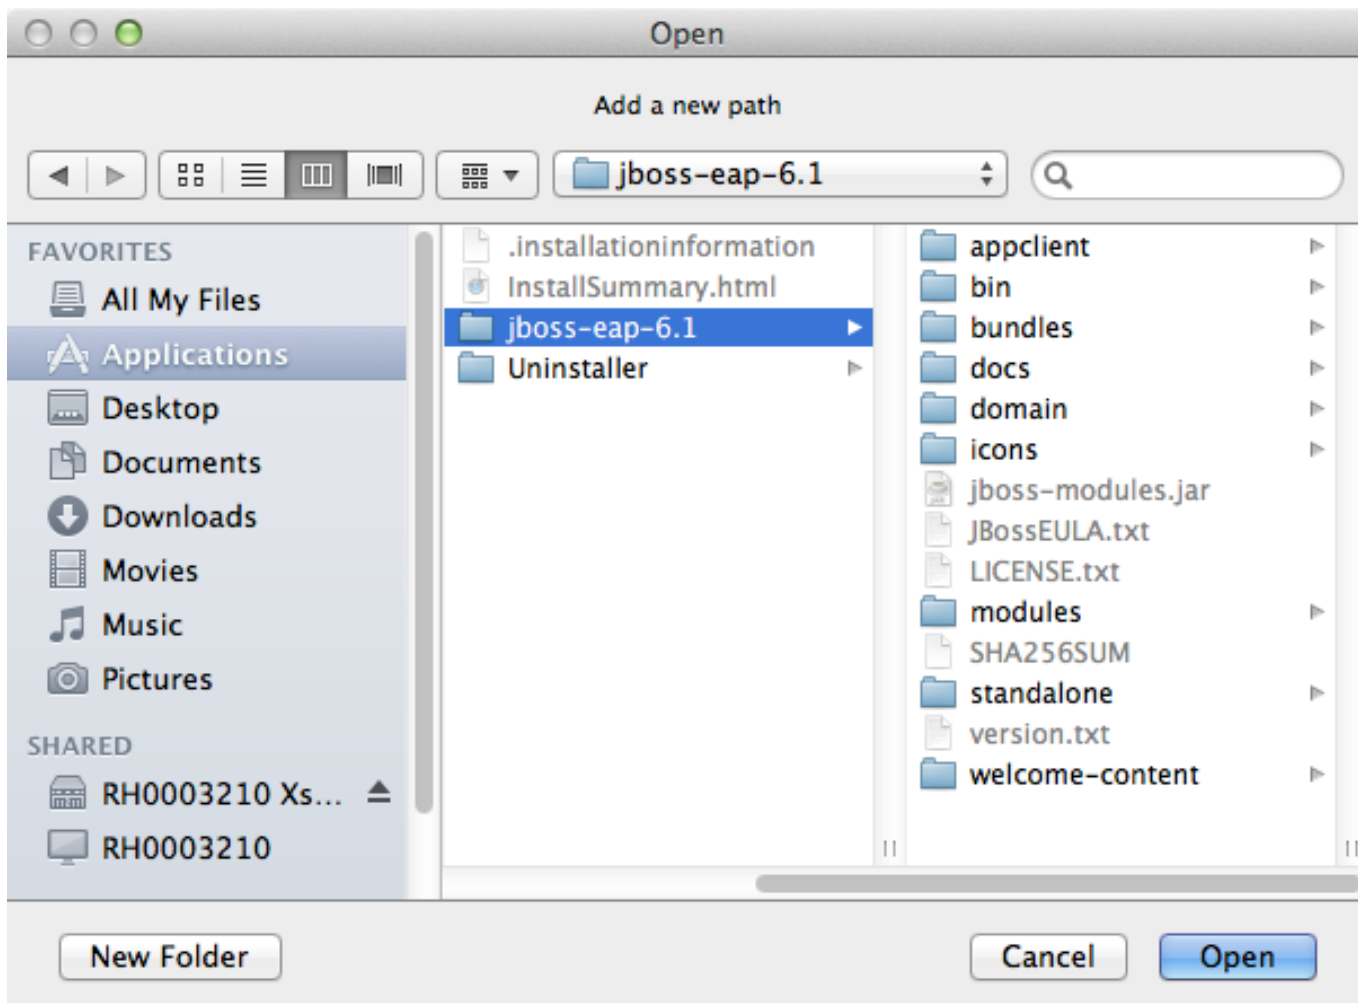 Open
Add a new path
jboss-eap-6.1
FAVORITES
All My Files
Applications
Desktop
Documents
Downloads
Movies
Music
Pictures
SHARED
RH0003210 Xs...
RH0003210
.installationinformation
InstallSummary.html
jboss-eap-6.1
Uninstaller
appclient
bin
bundles
docs
domain
icons
jboss-modules.jar
JBossEULA.txt
LICENSE.txt
modules
SHA256SUM
standalone
version.txt
welcome-content
New Folder
Cancel
Open